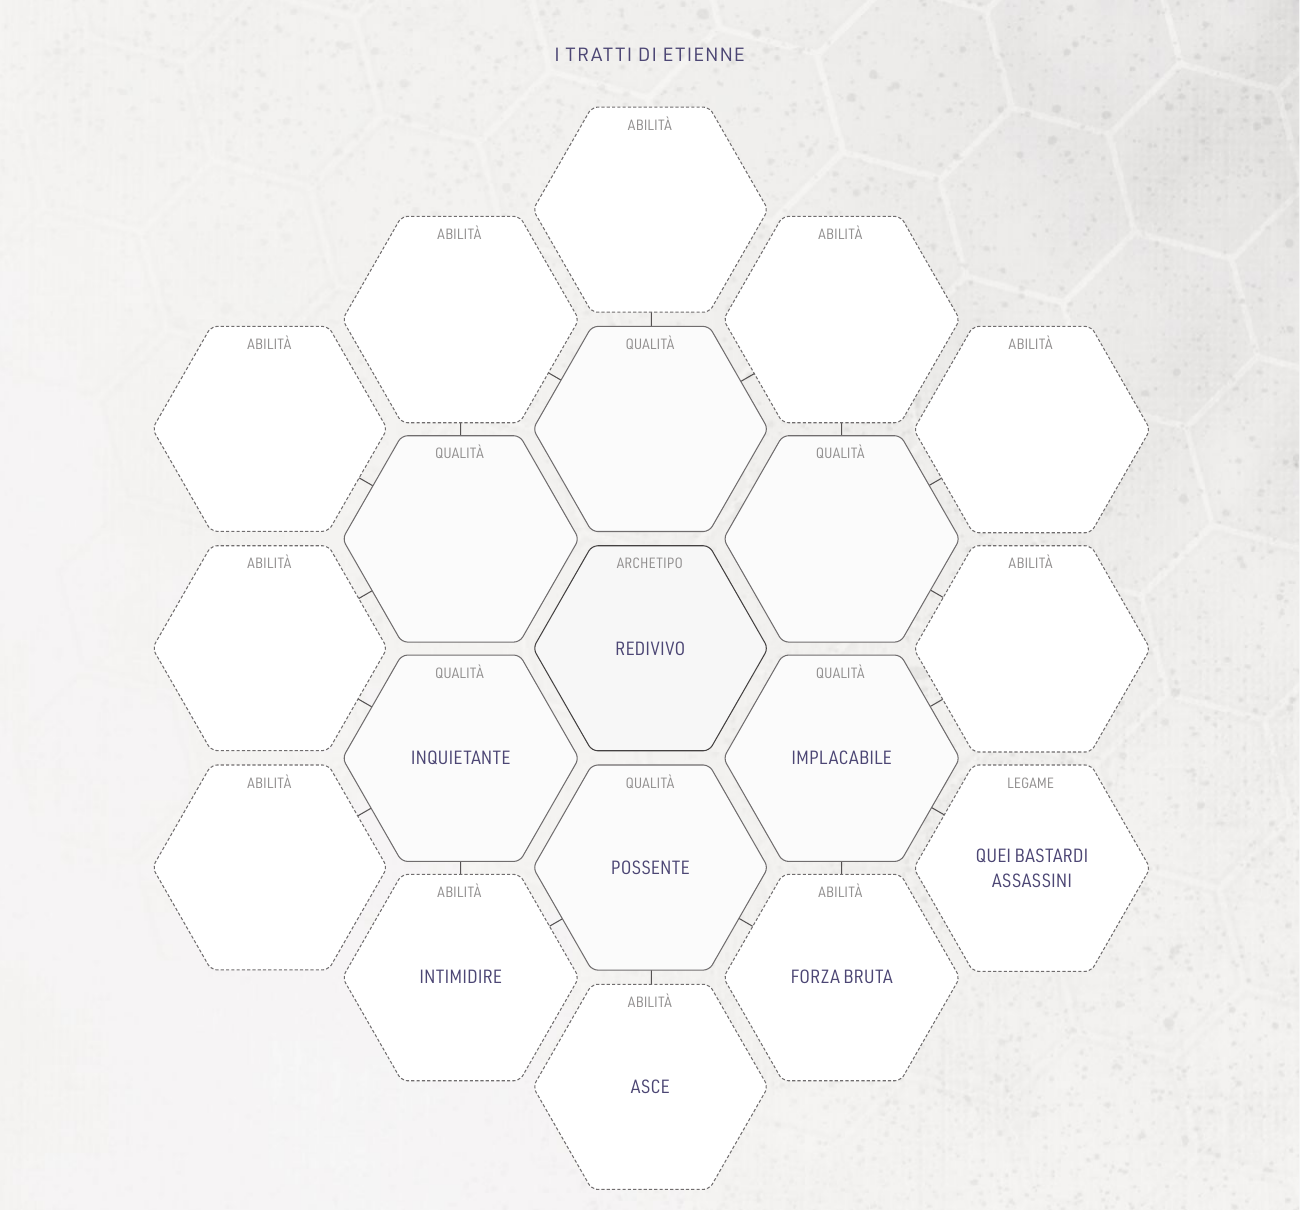 I TRATTI DI ETIENNE
ABILITÀ
ABILITÀ
ABILITÀ
ABILITÀ
QUALITÀ
ABILITÀ
QUALITÀ
QUALITÀ
ABILITÀ
ARCHETIPO
ABILITÀ
REDIVIVO
QUALITÀ
QUALITÀ
INQUIETANTE
IMPLACABILE
ABILITÀ
QUALITÀ
LEGAME
POSSENTE
QUEI BASTARDI
ASSASSINI
ABILITÀ
ABILITÀ
INTIMIDIRE
FORZA BRUTA
ABILITÀ
ASCE